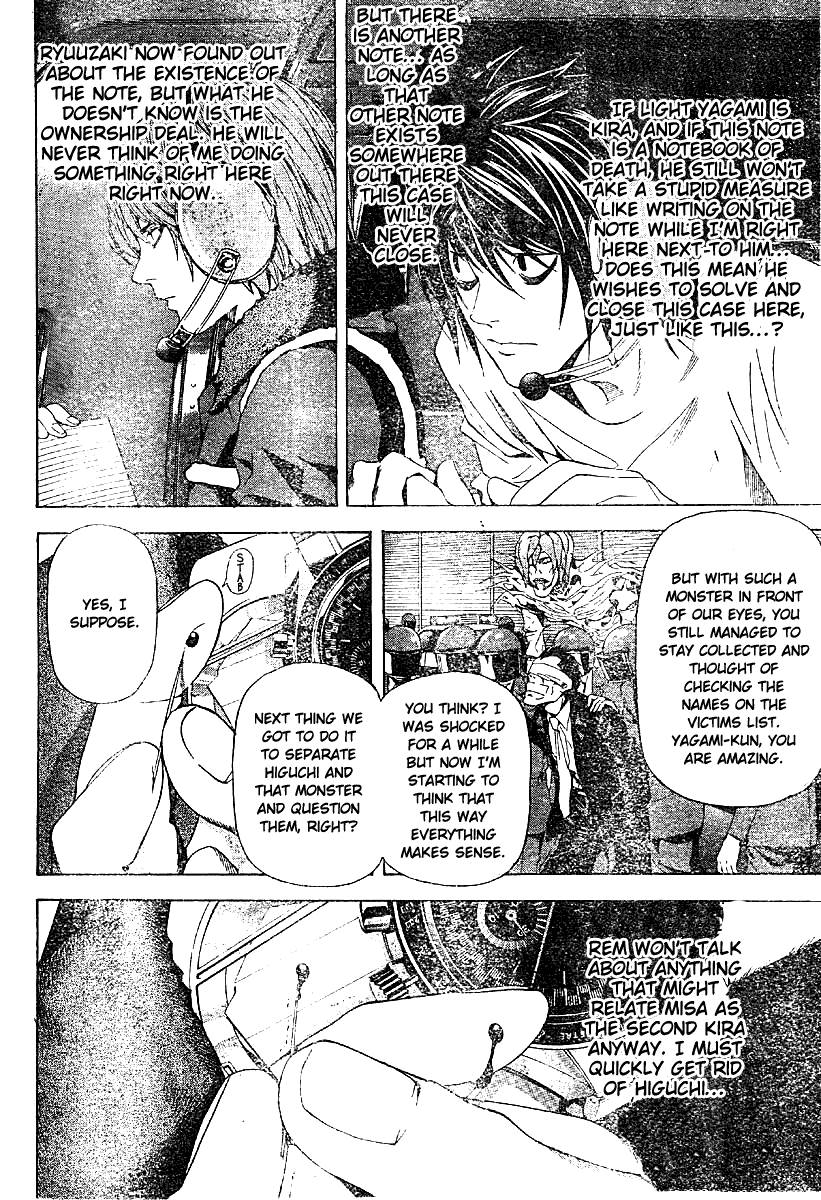 IF LIGHT YAGAMI IS
KIRA, AND IF THIS NOTE
IS A NOTEBOOK OF
DEATH, HE STILL WON'T
TAKE A STUPID MEASURE
LIKE WRITING ON THE
NOTE WHILE I'M RIGHT
HERE NEXT TO HIM...
DOES THIS MEAN HE
WISHES TO SOLVE AND
CLOSE THIS CASE HERE,
JUST LIKE THIS...?
BUT THERE
IS ANOTHER
NOTE... AS
LONG AS
THAT
OTHER NOTE
EXISTS
SOMEWHERE
OUT THERE
THIS CASE
WILL
NEVER
CLOSE.
RYUUZAKI NOW FOUND OUT
ABOUT THE EXISTENCE OF
THE NOTE, BUT WHAT HE
DOESN'T KNOW IS THE
OWNERSHIP DEAL. HE WILL
NEVER THINK OF ME DOING
SOMETHING RIGHT HERE
RIGHT NOW.
BUT WITH SUCH A
MONSTER IN FRONT
OF OUR EYES, YOU
STILL MANAGED TO
STAY COLLECTED AND
THOUGHT OF
CHECKING THE
NAMES ON THE
VICTIMS LIST.
YAGAMI-KUN, YOU
ARE AMAZING.
YOU THINK? I
WAS SHOCKED
FOR A WHILE
BUT NOW I'M
STARTING TO
THINK THAT
THIS WAY
EVERYTHING
MAKES SENSE.
NEXT THING WE
GOT TO DO IT
TO SEPARATE
HIGUCHI AND
THAT MONSTER
AND QUESTION
THEM, RIGHT?
STAB
YES, I
SUPPOSE.
REM WON'T TALK
ABOUT ANYTHING
THAT MIGHT
RELATE MISA AS
THE SECOND KIRA
ANYWAY. I MUST
QUICKLY GET RID
OF HIGUCHI...